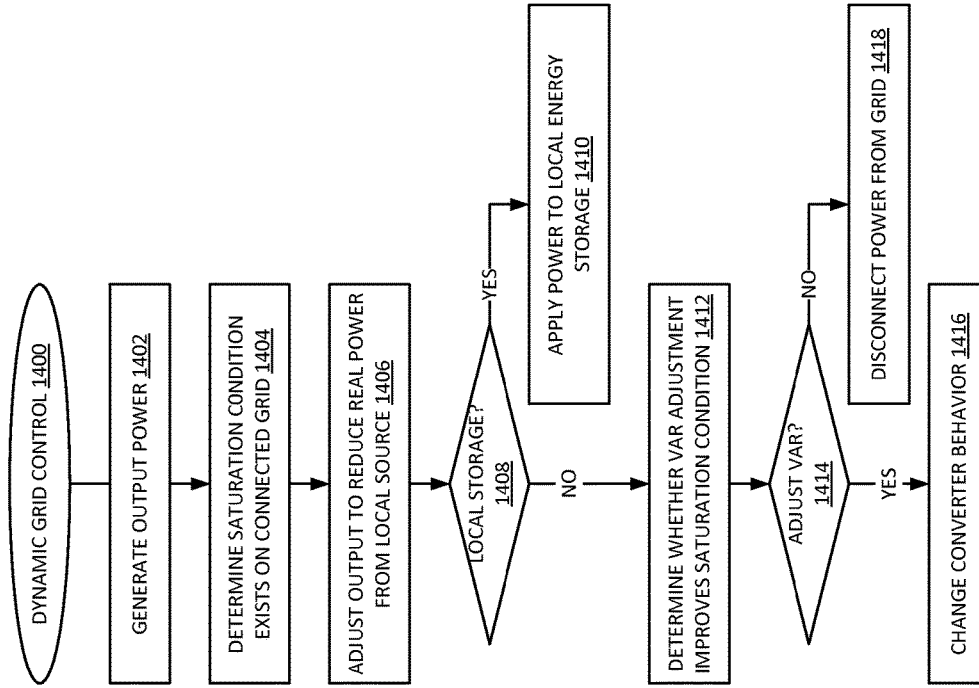 DYNAMIC GRID CONTROL 1400
GENERATE OUTPUT POWER 1402
DETERMINE SATURATION CONDITION
EXISTS ON CONNECTED GRID 1404
ADJUST OUTPUT TO REDUCE REAL POWER
FROM LOCAL SOURCE 1406
LOCAL STORAGE?
1408
YES
APPLY POWER TO LOCAL ENERGY
STORAGE 1410
NO
DETERMINE WHETHER VAR ADJUSTMENT
IMPROVES SATURATION CONDITION 1412
ADJUST VAR?
1414
NO
DISCONNECT POWER FROM GRID 1418
YES
CHANGE CONVERTER BEHAVIOR 1416